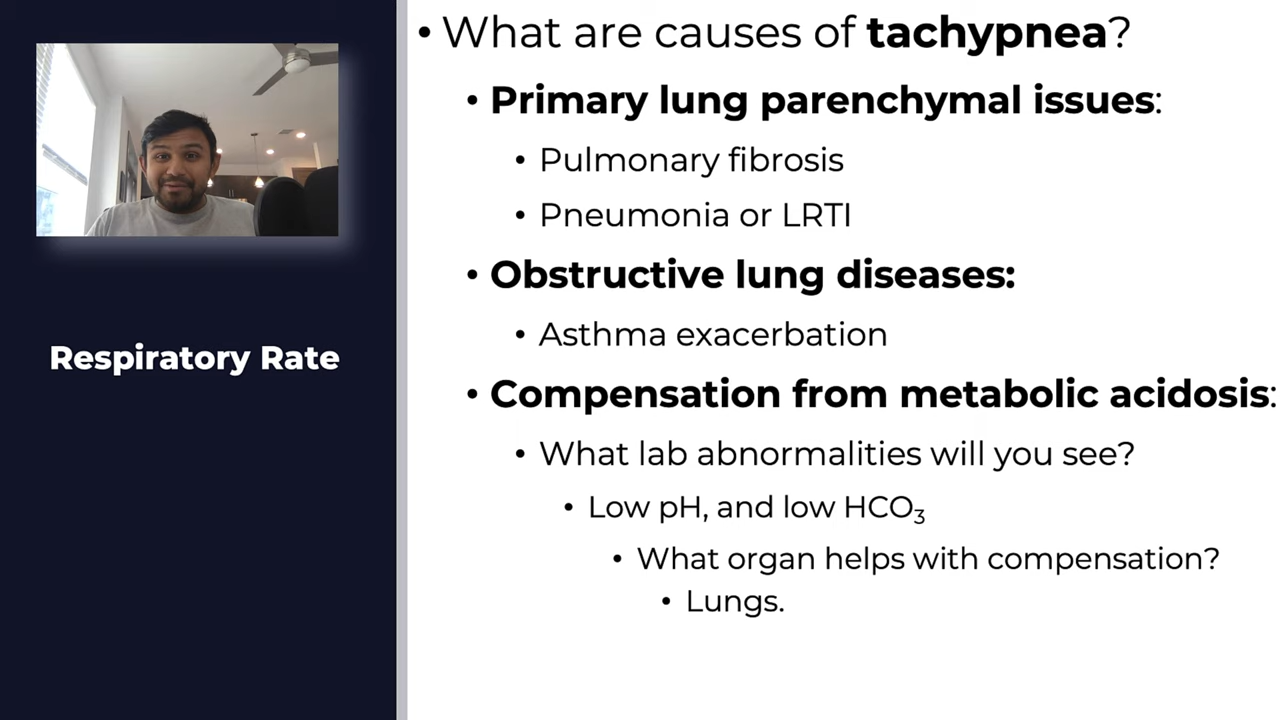 Respiratory Rate
• What are causes of tachypnea?
• Primary lung parenchymal issues:
• Pulmonary fibrosis
• Pneumonia or LRTI
• Obstructive lung diseases:
• Asthma exacerbation
• Compensation from metabolic acidosis:
• What lab abnormalities will you see?
• Low pH, and low HCO₃
• What organ helps with compensation?
• Lungs.